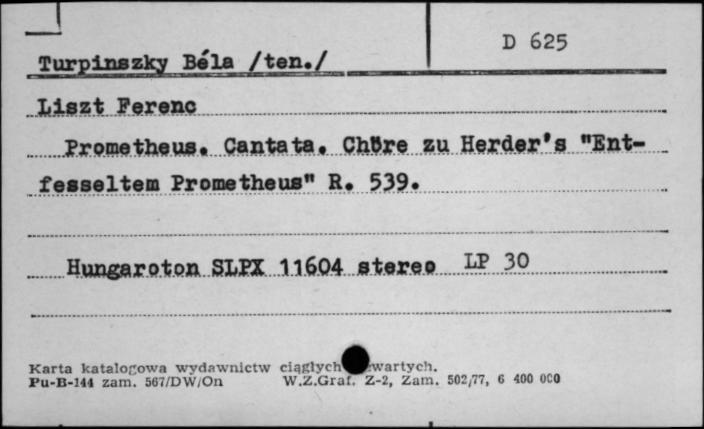 D 625
Turpinszky Béla /ten./
Liszt Ferenc
Prometheus. Cantata. Chöre zu Herder's "Ent-
fesseltem Prometheus" R. 539.
Hungaroton SLPX 11604 stereo LP 30
Karta katalogowa wydawnictw ciągłych wartych.
Pu-B-144 zam. 567/DW/On W.Z.Graf. Z-2, Zam. 502/77, 6 400 000